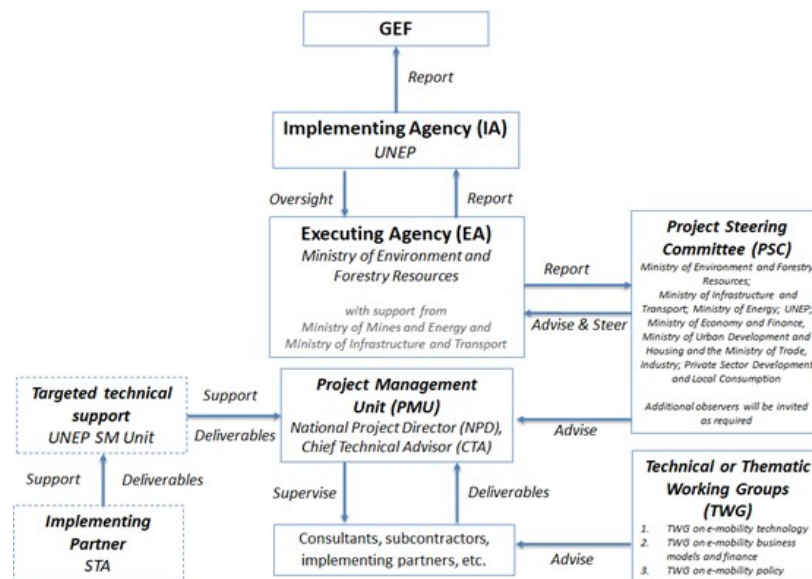 GEF
Report
Implementing Agency (IA)
UNEP
Oversight
Report
Executing Agency (EA)
Ministry of Environment and
Forestry Resources
with support from
Ministry of Mines and Energy and
Ministry of Infrastructure and Transport
Report
Advise & Steer
Project Steering
Committee (PSC)
Ministry of Environment and Forestry
Resources;
Ministry of Infrastructure and
Transport; Ministry of Energy; UNEP;
Ministry of Economy and Finance,
Ministry of Urban Development and
Housing and the Ministry of Trade,
Industry; Private Sector Development
and Local Consumption
Additional observers will be invited
as required
Targeted technical
support
UNEP SM Unit
Support
Deliverables
Project Management
Unit (PMU)
National Project Director (NPD),
Chief Technical Advisor (CTA)
Advise
Support
Deliverables
Implementing
Partner
STA
Supervise
Deliverables
Consultants, subcontractors,
implementing partners, etc.
Advise
Technical or Thematic
Working Groups
(TWG)
1. TWG on e-mobility technology
2. TWG on e-mobility business
models and finance
3. TWG on e-mobility policy